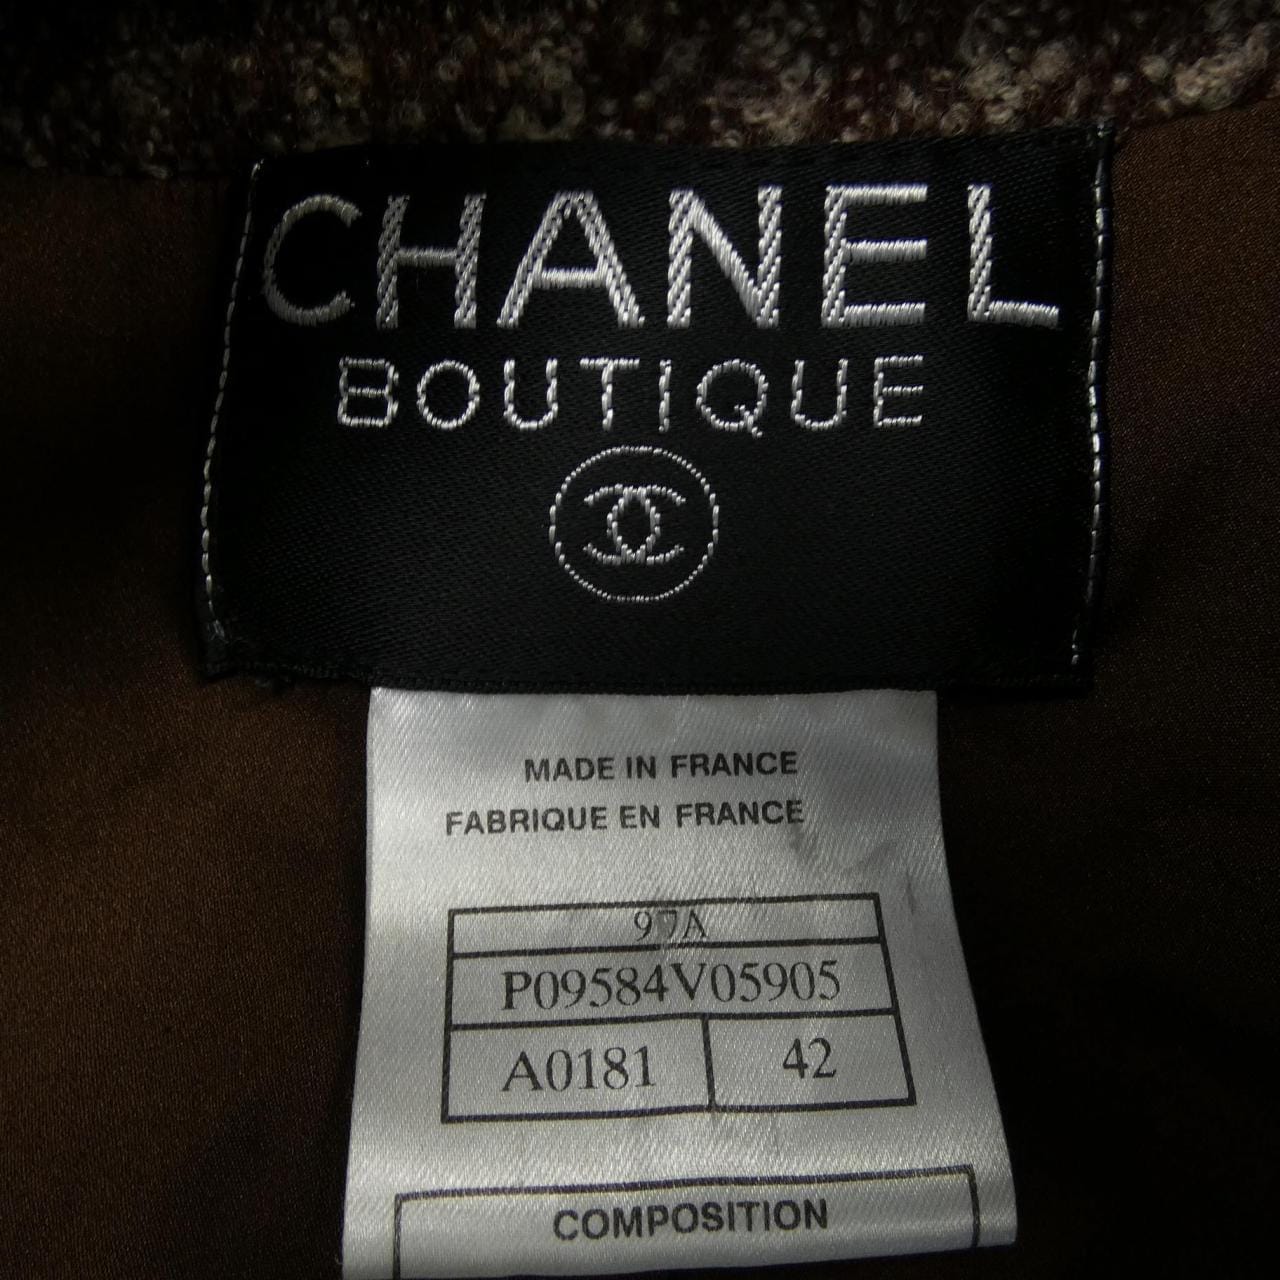 CHANEL
BOUTIQUE
MADE IN FRANCE
FABRIQUE EN FRANCE
97A
P09584V05905
A0181 42
COMPOSITION